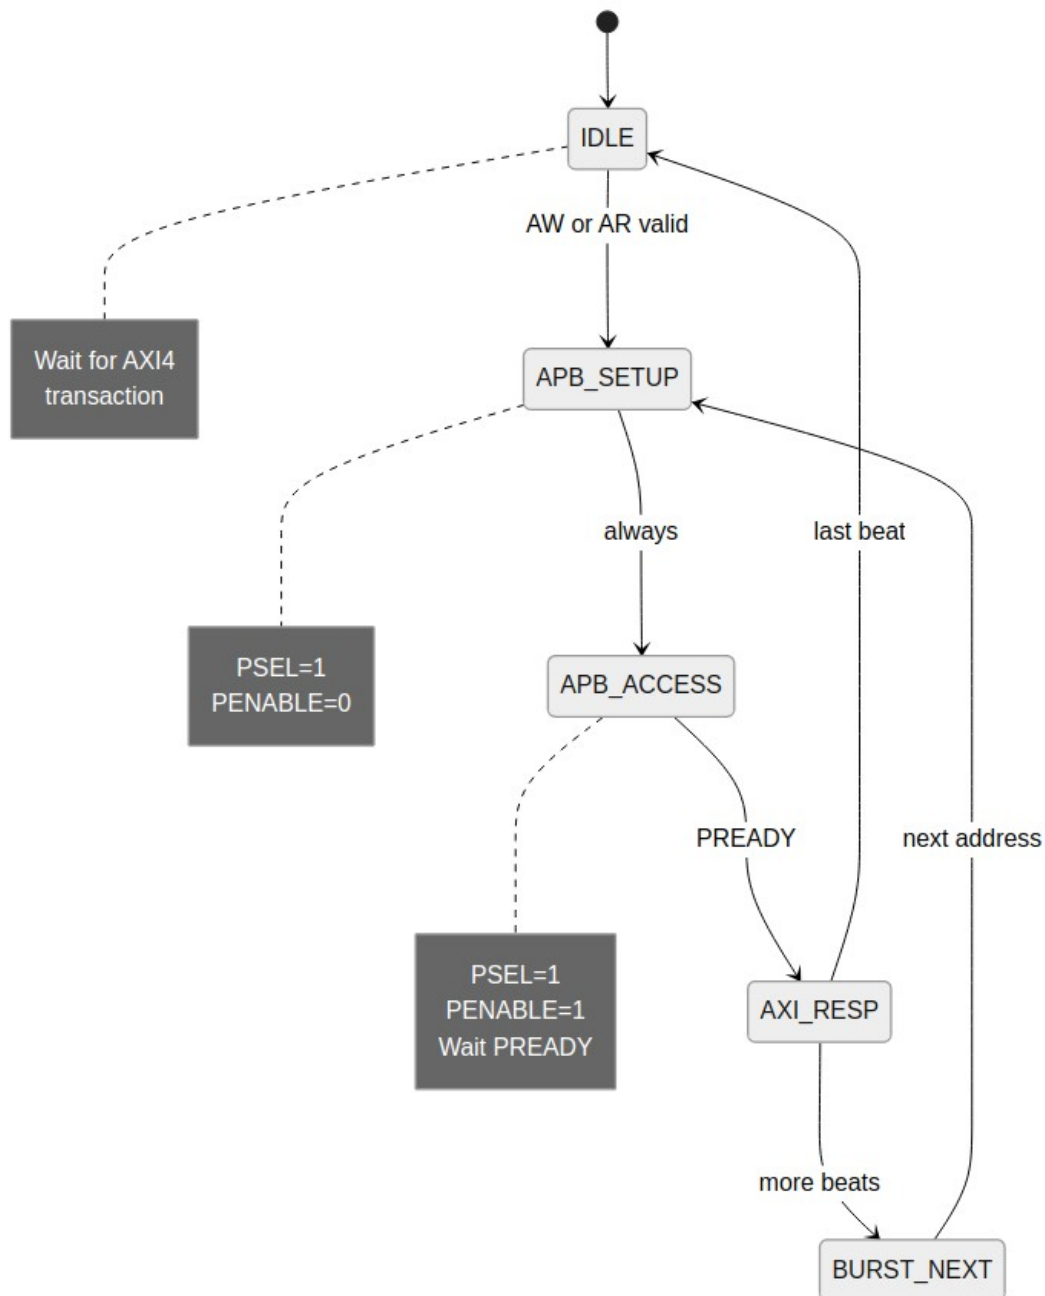 IDLE
AW or AR valid
Wait for AXI4
transaction
APB_SETUP
always
last beat
PSEL=1
PENABLE=0
APB_ACCESS
PREADY
next address
PSEL=1
PENABLE=1
Wait PREADY
AXI_RESP
more beats
BURST_NEXT